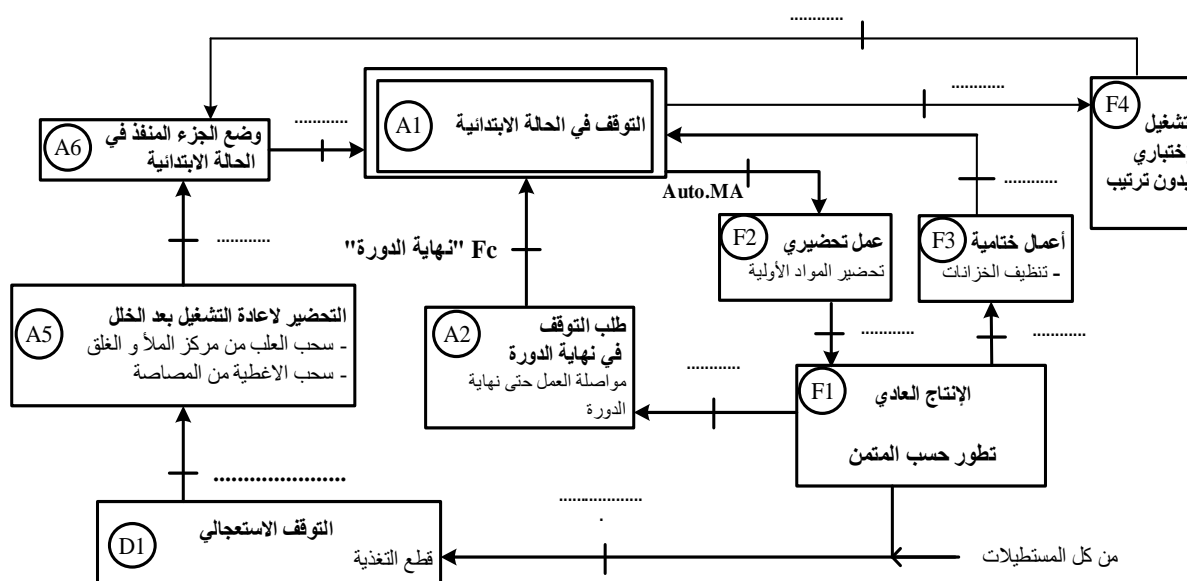 .............
F4
تشغيل
ختباري
بدون ترتيب
.............
A1
التوقف في الحالة الابتدائية
............
A6
وضع الجزء المنفذ في
الحالة الابتدائية
Auto.MA
.............
F2
عمل تحضيري
تحضير المواد الأولية
F3
أعمال ختامية
- تنظيف الخزانات
.............
Fc "نهاية الدورة"
A5
التحضير لاعادة التشغيل بعد الخلل
- سحب العلب من مركز الملأ و الغلق
- سحب الاغطية من المصاصة
A2
طلب التوقف
في نهاية الدورة
مواصلة العمل حتى نهاية
الدورة
.............
.............
.............
F1
الإنتاج العادي
تطور حسب المتمن
........................
.....................
.
D1
التوقف الاستعجالي
قطع التغذية
من كل المستطيلات